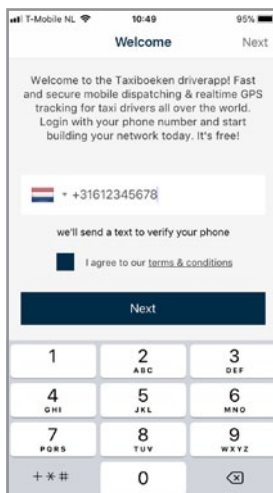 T-Mobile NL 10:49 95%
Welcome Next
Welcome to the Taxiboeken driverapp! Fast
and secure mobile dispatching & realtime GPS
tracking for taxi drivers all over the world.
Login with your phone number and start
building your network today. It's free!
+31612345678
we'll send a text to verify your phone
I agree to our terms & conditions
Next
1 2 3
ABC DEF
4 5 6
GHI JKL MNO
7 8 9
PQRS TUV WXYZ
+ * # 0